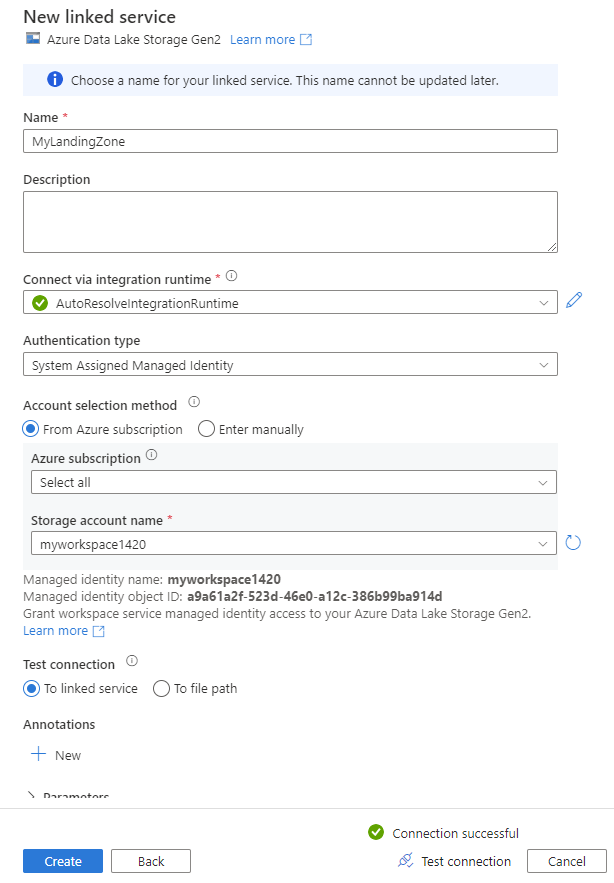 New linked service
Azure Data Lake Storage Gen2 Learn more
Choose a name for your linked service. This name cannot be updated later.
Name *
MyLandingZone
Description
Connect via integration runtime *
AutoResolveIntegrationRuntime
Authentication type
System Assigned Managed Identity
Account selection method
From Azure subscription Enter manually
Azure subscription
Select all
Storage account name *
myworkspace1420
Managed identity name: myworkspace1420
Managed identity object ID: a9a61a2f-523d-46e0-a12c-386b99ba914d
Grant workspace service managed identity access to your Azure Data Lake Storage Gen2.
Learn more
Test connection
To linked service To file path
Annotations
New
Parameters
Connection successful
Create Back Test connection Cancel